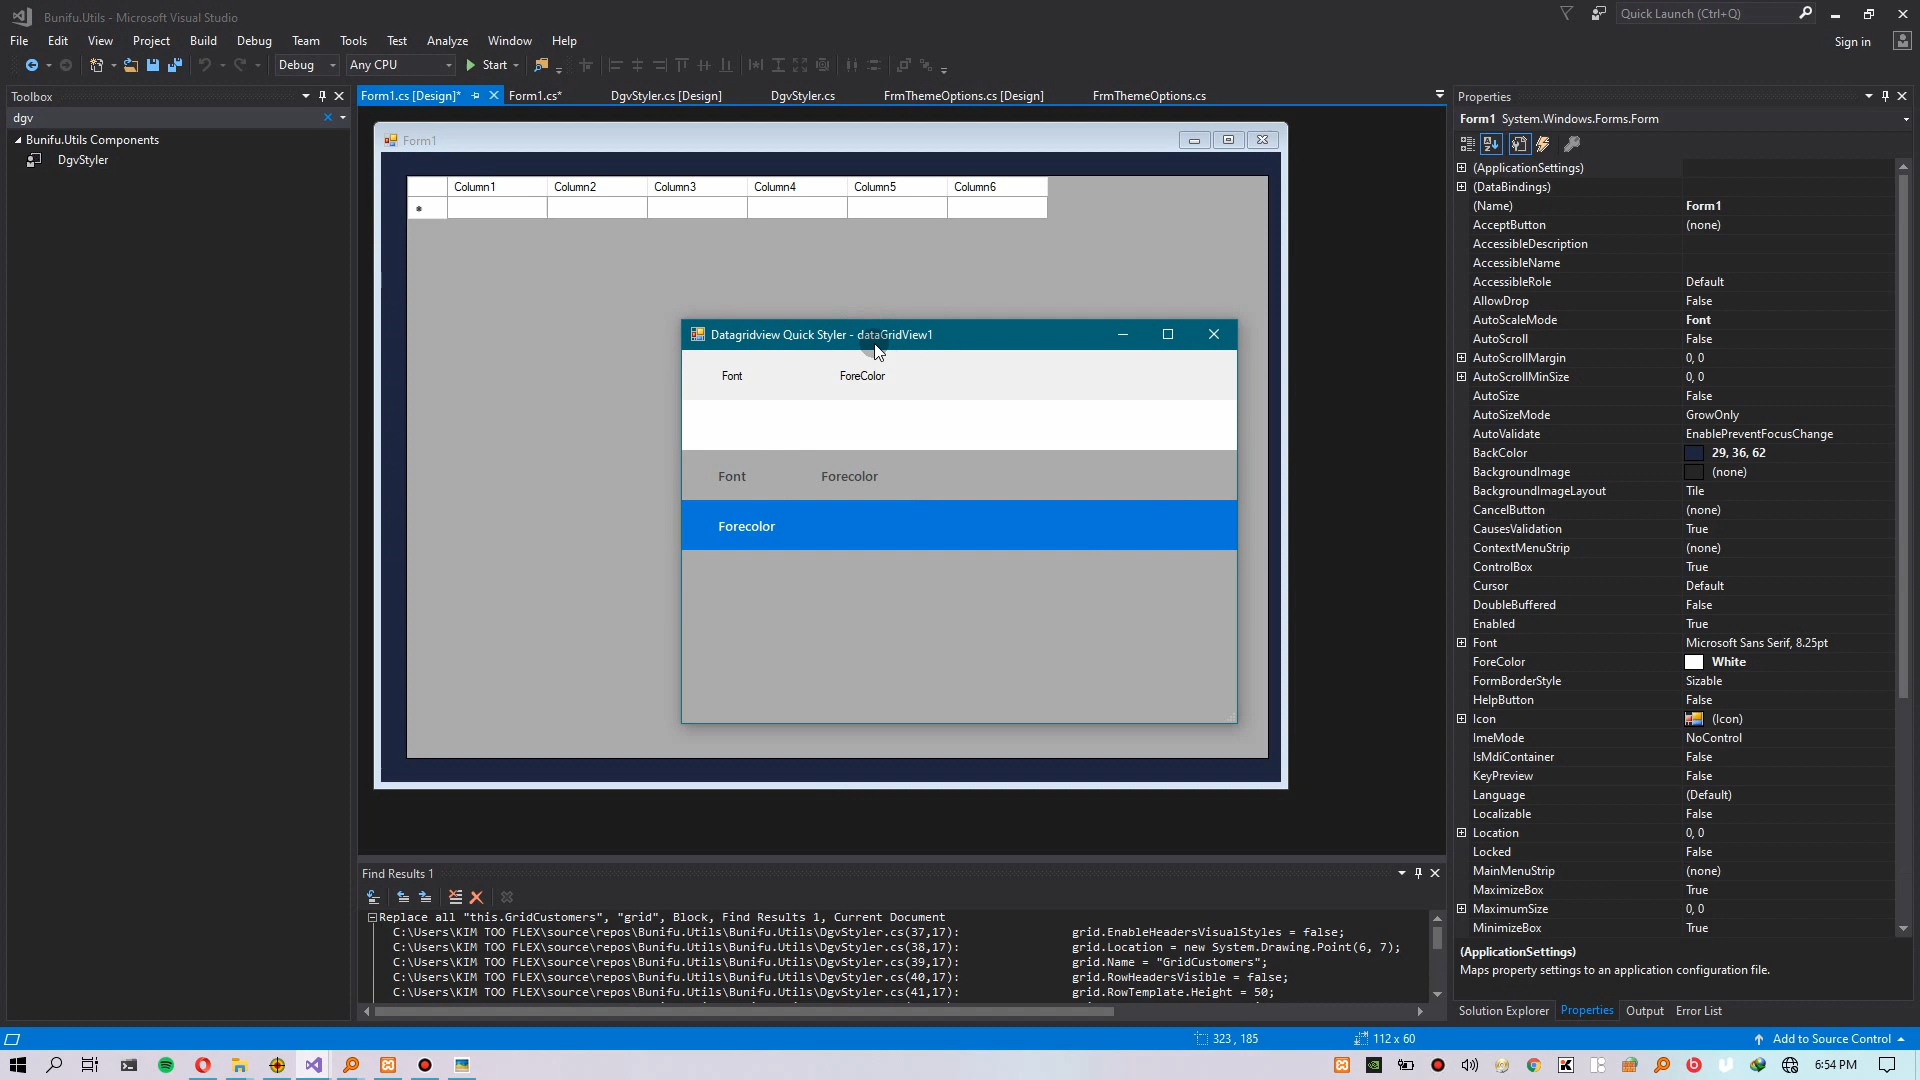 Bunifu.Utils - Microsoft Visual Studio
Quick Launch (Ctrl+Q)
File Edit View Project Build Debug Team Tools Test Analyze Window Help
Sign in
Debug Any CPU Start
Toolbox
dgv
Bunifu.Utils Components
DgvStyler
Form1.cs [Design]* Form1.cs* DgvStyler.cs [Design] DgvStyler.cs FrmThemeOptions.cs [Design] FrmThemeOptions.cs
Form1
Column1 Column2 Column3 Column4 Column5 Column6
Datagridview Quick Styler - dataGridView1
Font ForeColor
Font Forecolor
Forecolor
Find Results 1
Replace all "this.GridCustomers", "grid", Block, Find Results 1, Current Document
C:\Users\KIM TOO FLEX\source\repos\Bunifu.Utils\Bunifu.Utils\DgvStyler.cs(37,17): grid.EnableHeadersVisualStyles = false;
C:\Users\KIM TOO FLEX\source\repos\Bunifu.Utils\Bunifu.Utils\DgvStyler.cs(38,17): grid.Location = new System.Drawing.Point(6, 7);
C:\Users\KIM TOO FLEX\source\repos\Bunifu.Utils\Bunifu.Utils\DgvStyler.cs(39,17): grid.Name = "GridCustomers";
C:\Users\KIM TOO FLEX\source\repos\Bunifu.Utils\Bunifu.Utils\DgvStyler.cs(40,17): grid.RowHeadersVisible = false;
C:\Users\KIM TOO FLEX\source\repos\Bunifu.Utils\Bunifu.Utils\DgvStyler.cs(41,17): grid.RowTemplate.Height = 50;
Properties
Form1 System.Windows.Forms.Form
(ApplicationSettings)
(DataBindings)
(Name) Form1
AcceptButton (none)
AccessibleDescription
AccessibleName
AccessibleRole Default
AllowDrop False
AutoScaleMode Font
AutoScroll False
AutoScrollMargin 0, 0
AutoScrollMinSize 0, 0
AutoSize False
AutoSizeMode GrowOnly
AutoValidate EnablePreventFocusChange
BackColor 29, 36, 62
BackgroundImage (none)
BackgroundImageLayout Tile
CancelButton (none)
CausesValidation True
ContextMenuStrip (none)
ControlBox True
Cursor Default
DoubleBuffered False
Enabled True
Font Microsoft Sans Serif, 8.25pt
ForeColor White
FormBorderStyle Sizable
HelpButton False
Icon (Icon)
ImeMode NoControl
IsMdiContainer False
KeyPreview False
Language (Default)
Localizable False
Location 0, 0
Locked False
MainMenuStrip (none)
MaximizeBox True
MaximumSize 0, 0
MinimizeBox True
(ApplicationSettings)
Maps property settings to an application configuration file.
Solution Explorer Properties Output Error List
323 , 185 112 x 60 Add to Source Control
6:54 PM